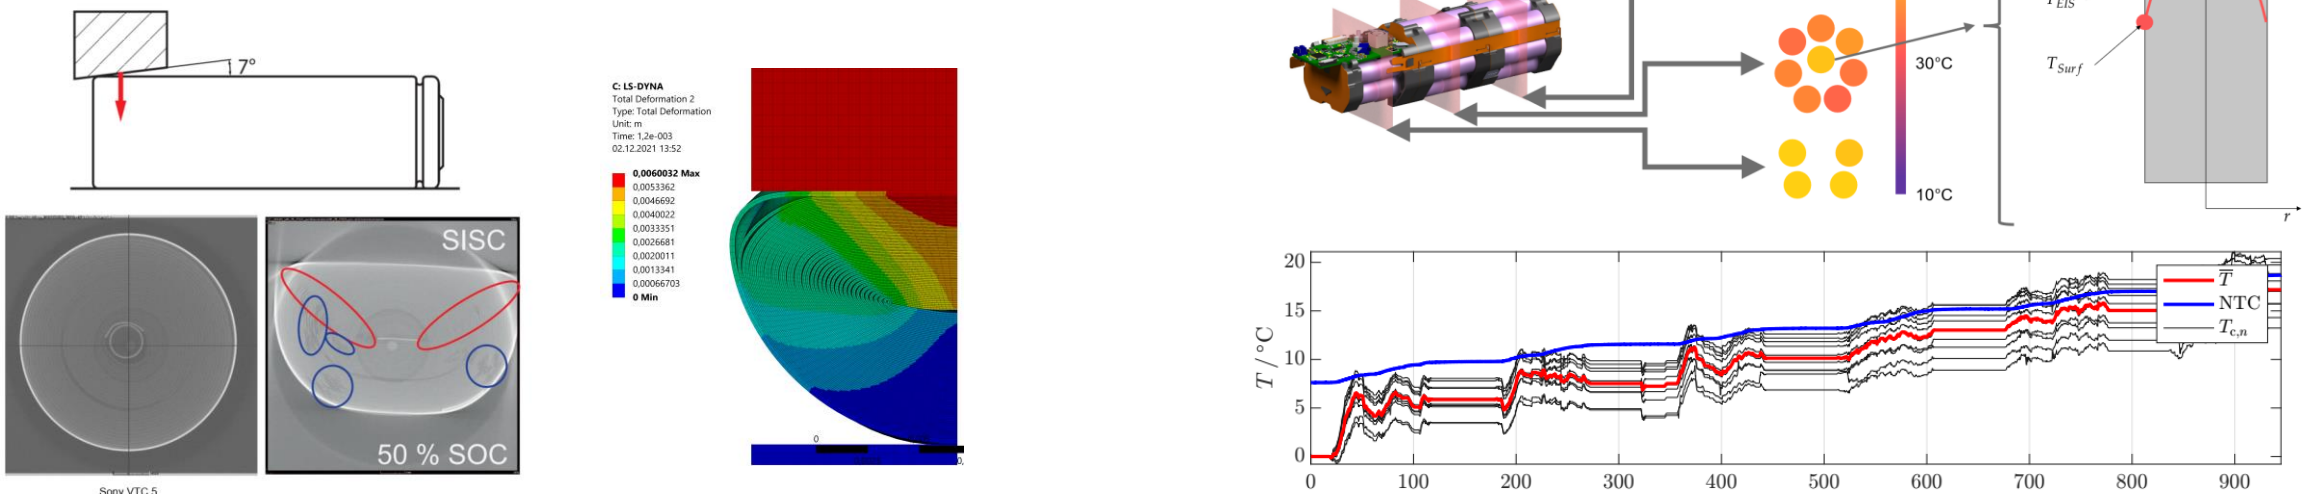 7°
SISC
50 % SOC
Sony VTC 5
C: LS-DYNA
Total Deformation 2
Type: Total Deformation
Unit: m
Time: 1,2e-003
02.12.2021 13:52
0,0060032 Max
0,0053362
0,0046692
0,0040022
0,0033351
0,0026681
0,0020011
0,0013341
0,00066703
0 Min
0
0,
30°C
10°C
T_EIS
T_Surf
r
T / °C
20
15
10
5
0
0 100 200 300 400 500 600 700 800 900
T̅
NTC
T_c,n